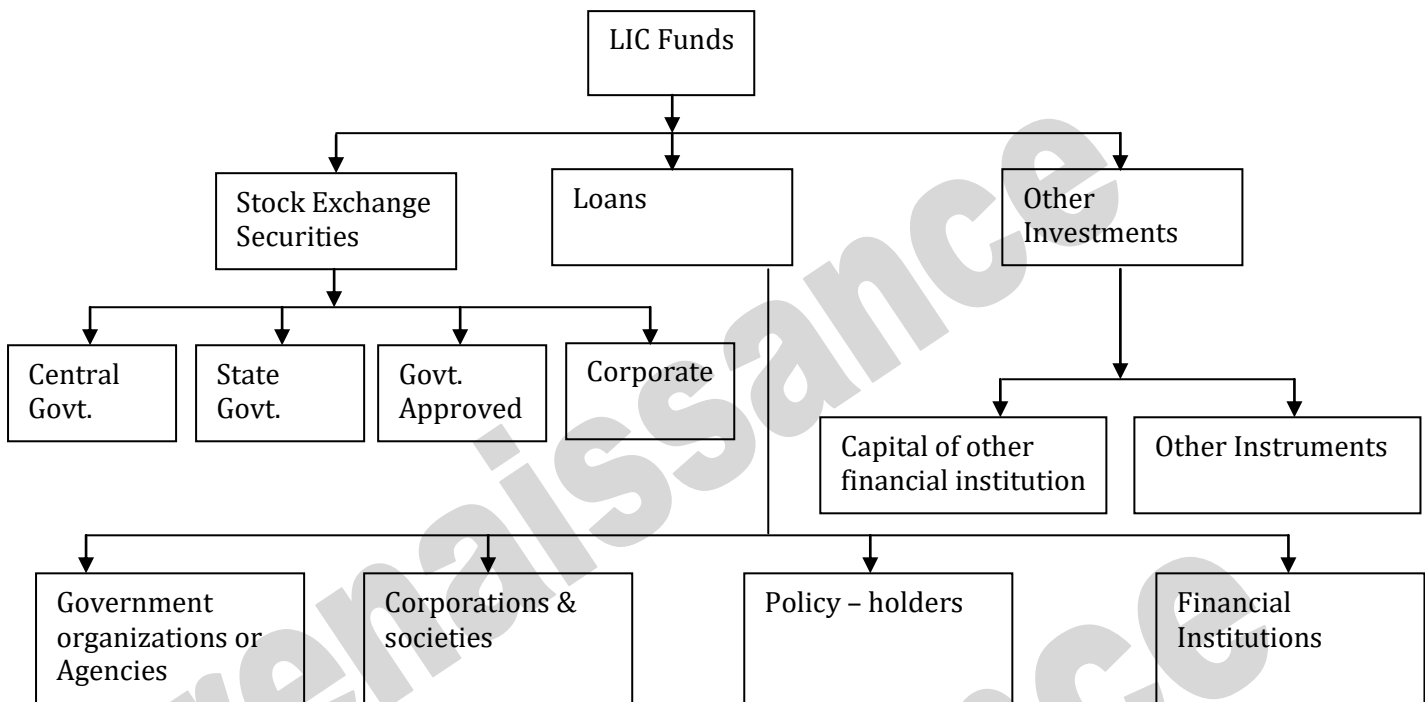 LIC Funds
Stock Exchange
Securities
Loans
Other
Investments
Central
Govt.
State
Govt.
Govt.
Approved
Corporate
Capital of other
financial institution
Other Instruments
Government
organizations or
Agencies
Corporations &
societies
Policy – holders
Financial
Institutions
renaissance